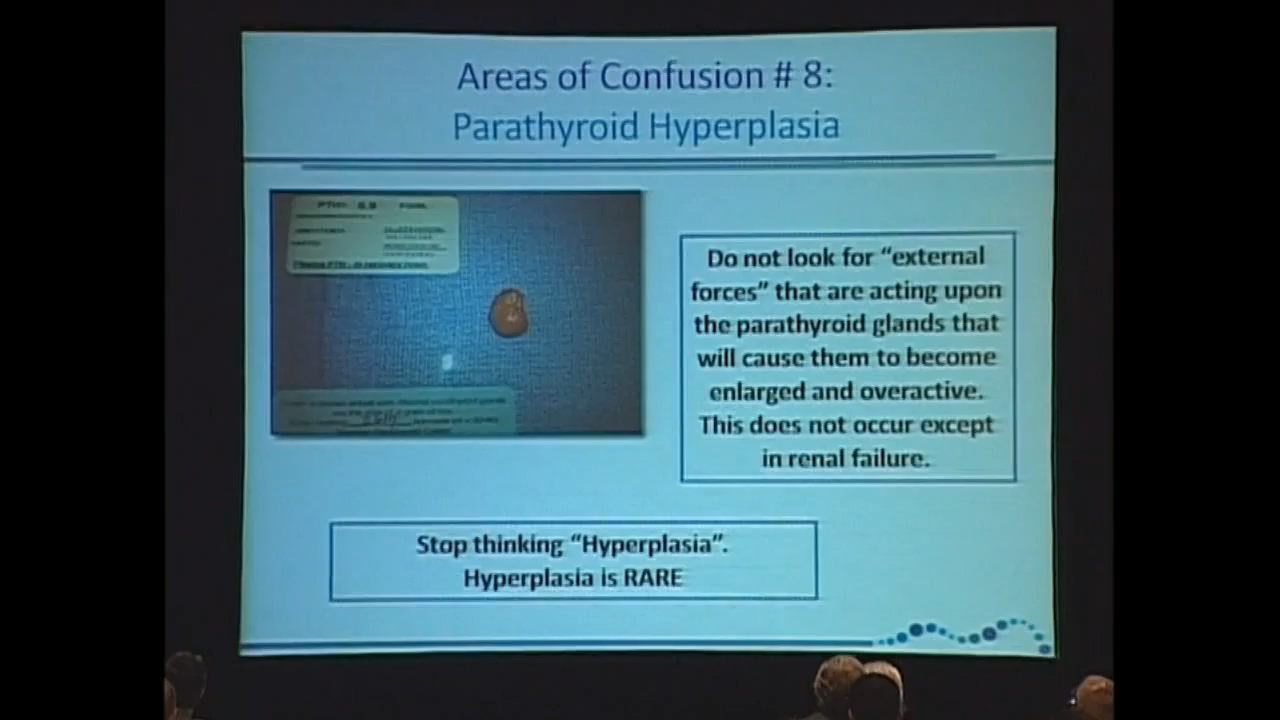 Areas of Confusion # 8:
Parathyroid Hyperplasia
Do not look for “external
forces” that are acting upon
the parathyroid glands that
will cause them to become
enlarged and overactive.
This does not occur except
in renal failure.
Stop thinking “Hyperplasia”.
Hyperplasia is RARE